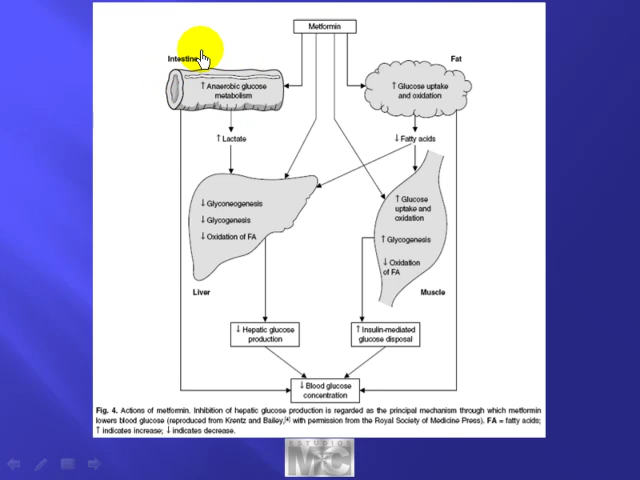 Metformin
Intestine
Fat
↑ Anaerobic glucose
metabolism
↑ Glucose uptake
and oxidation
↑ Lactate
↓ Fatty acids
↓ Glyconeogenesis
↓ Glycogenesis
↓ Oxidation of FA
↑ Glucose
uptake and
oxidation
↑ Glycogenesis
↓ Oxidation
of FA
Liver
Muscle
↓ Hepatic glucose
production
↑ Insulin-mediated
glucose disposal
↓ Blood glucose
concentration
Fig. 4. Actions of metformin. Inhibition of hepatic glucose production is regarded as the principal mechanism through which metformin
lowers blood glucose (reproduced from Krentz and Bailey,[4] with permission from the Royal Society of Medicine Press). FA = fatty acids;
↑ indicates increase; ↓ indicates decrease.
ESTUDIOS
MC